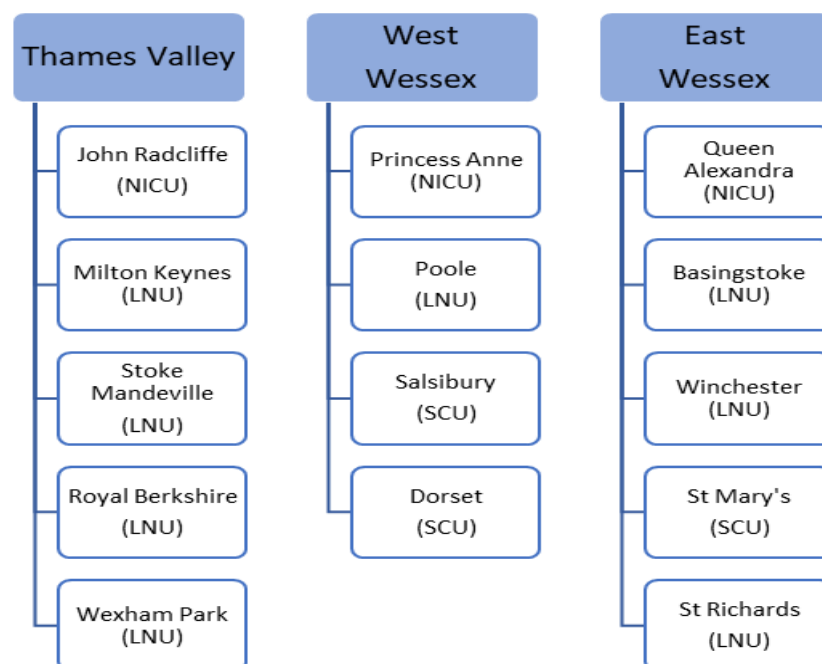 Thames Valley
John Radcliffe
(NICU)
Milton Keynes
(LNU)
Stoke
Mandeville
(LNU)
Royal Berkshire
(LNU)
Wexham Park
(LNU)
West
Wessex
Princess Anne
(NICU)
Poole
(LNU)
Salsibury
(SCU)
Dorset
(SCU)
East
Wessex
Queen
Alexandra
(NICU)
Basingstoke
(LNU)
Winchester
(LNU)
St Mary's
(SCU)
St Richards
(LNU)